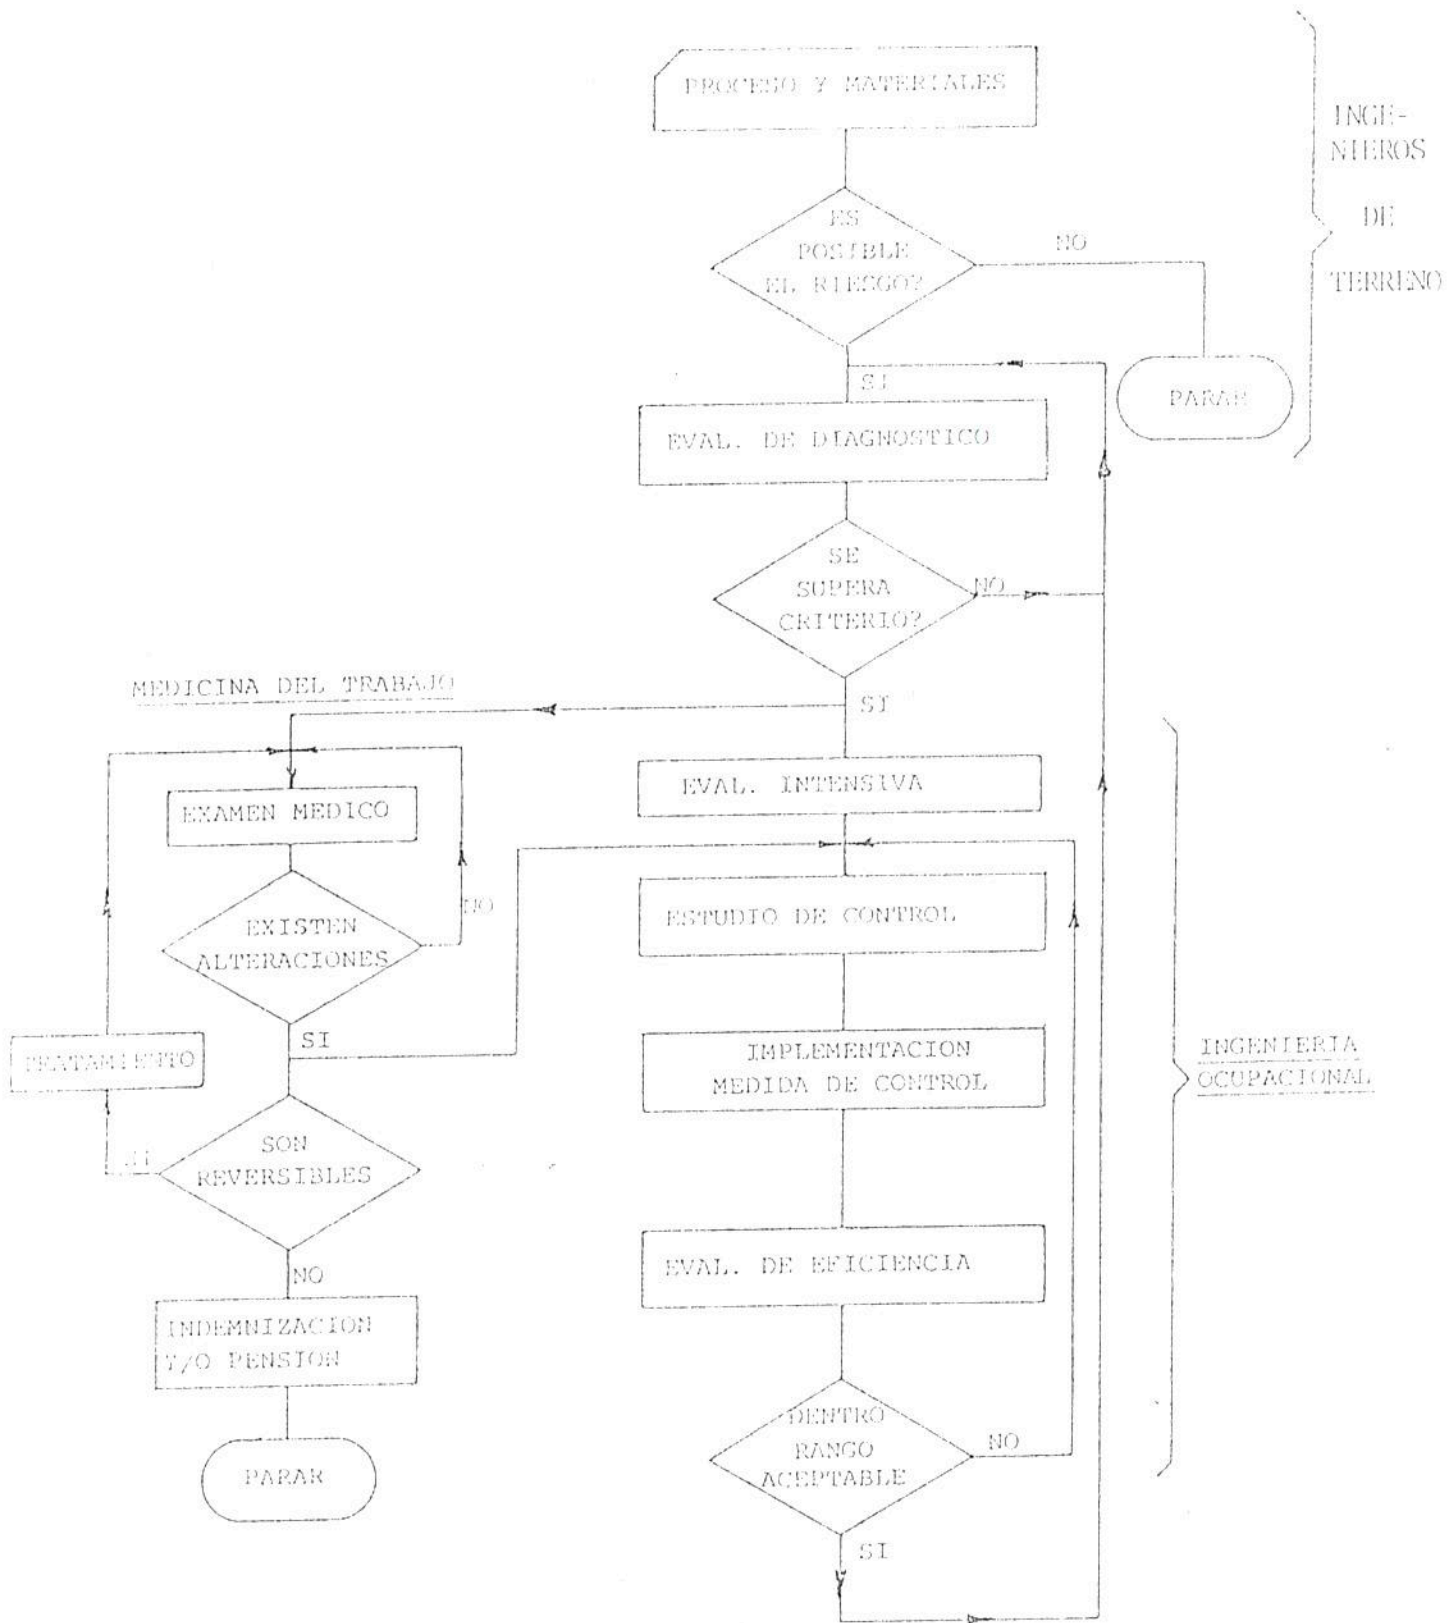 PROCESO Y MATERIALES
INGE-
NIEROS
DE
TERRENO
ES
POSIBLE
EL RIESGO?
NO
PARAR
SI
EVAL. DE DIAGNOSTICO
SE
SUPERA
CRITERIO?
NO
SI
MEDICINA DEL TRABAJO
EXAMEN MEDICO
EXISTEN
ALTERACIONES
NO
SI
TRATAMIENTO
SON
REVERSIBLES
SI
NO
INDEMNIZACION
Y/O PENSION
PARAR
EVAL. INTENSIVA
ESTUDIO DE CONTROL
IMPLEMENTACION
MEDIDA DE CONTROL
EVAL. DE EFICIENCIA
DENTRO
RANGO
ACEPTABLE
NO
SI
INGENIERIA
OCUPACIONAL